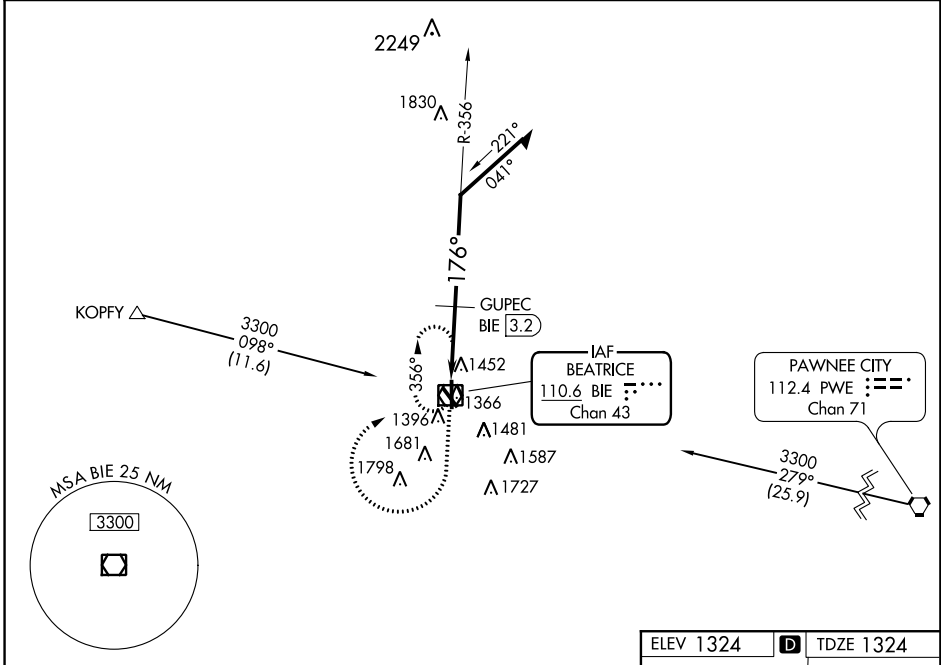 2249
1830
R-356
221°
041°
176°
KOPFY
3300
098°
(11.6)
GUPEC
BIE 3.2
356°
1452
1366
1396
1481
1681
1587
1798
1727
IAF
BEATRICE
110.6 BIE
Chan 43
PAWNEE CITY
112.4 PWE
Chan 71
3300
279°
(25.9)
MSA BIE 25 NM
3300
ELEV 1324 D TDZE 1324